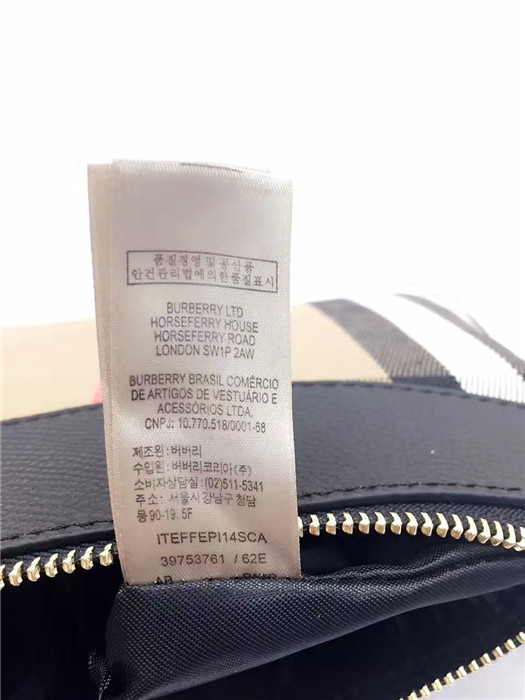 품질경영 및 공산품
안전관리법에의한품질표시
BURBERRY LTD
HORSEFERRY HOUSE
HORSEFERRY ROAD
LONDON SW1P 2AW
BURBERRY BRASIL COMÉRCIO
DE ARTIGOS DE VESTUÁRIO E
ACESSÓRIOS LTDA.
CNPJ: 10.770.518/0001-68
제조원: 버버리
수입원: 버버리코리아(주)
소비자상담실: (02)511-5341
주소: 서울시강남구청담
동90-19. 5F
ITEFFEPI14SCA
39753761 / 62E